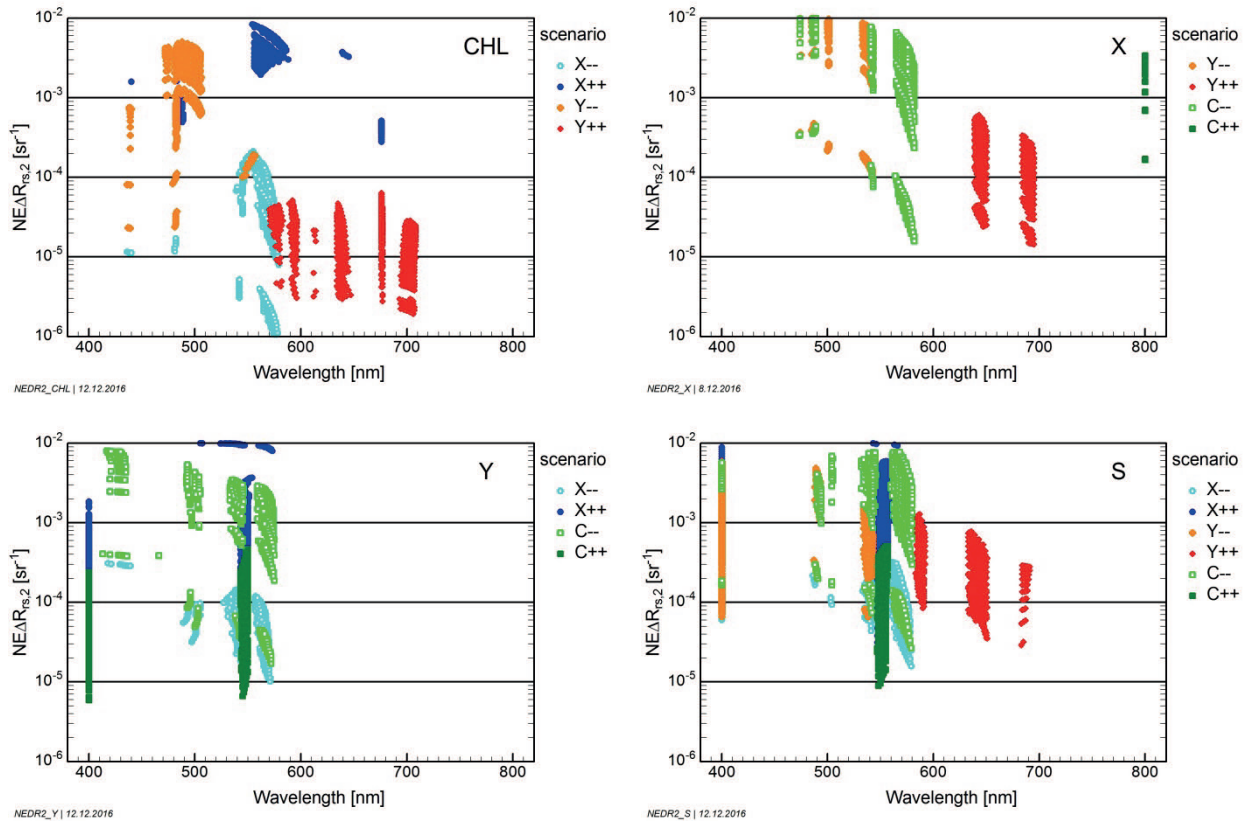 CHL
scenario
X--
X++
Y--
Y++
10⁻²
10⁻³
10⁻⁴
10⁻⁵
10⁻⁶
NEΔR_rs,2 [sr⁻¹]
400 500 600 700 800
Wavelength [nm]
NEDR2_CHL | 12.12.2016
X
scenario
Y--
Y++
C--
C++
10⁻²
10⁻³
10⁻⁴
10⁻⁵
10⁻⁶
NEΔR_rs,2 [sr⁻¹]
400 500 600 700 800
Wavelength [nm]
NEDR2_X | 8.12.2016
Y
scenario
X--
X++
C--
C++
10⁻²
10⁻³
10⁻⁴
10⁻⁵
10⁻⁶
NEΔR_rs,2 [sr⁻¹]
400 500 600 700 800
Wavelength [nm]
NEDR2_Y | 12.12.2016
S
scenario
X--
X++
Y--
Y++
C--
C++
10⁻²
10⁻³
10⁻⁴
10⁻⁵
10⁻⁶
NEΔR_rs,2 [sr⁻¹]
400 500 600 700 800
Wavelength [nm]
NEDR2_S | 12.12.2016